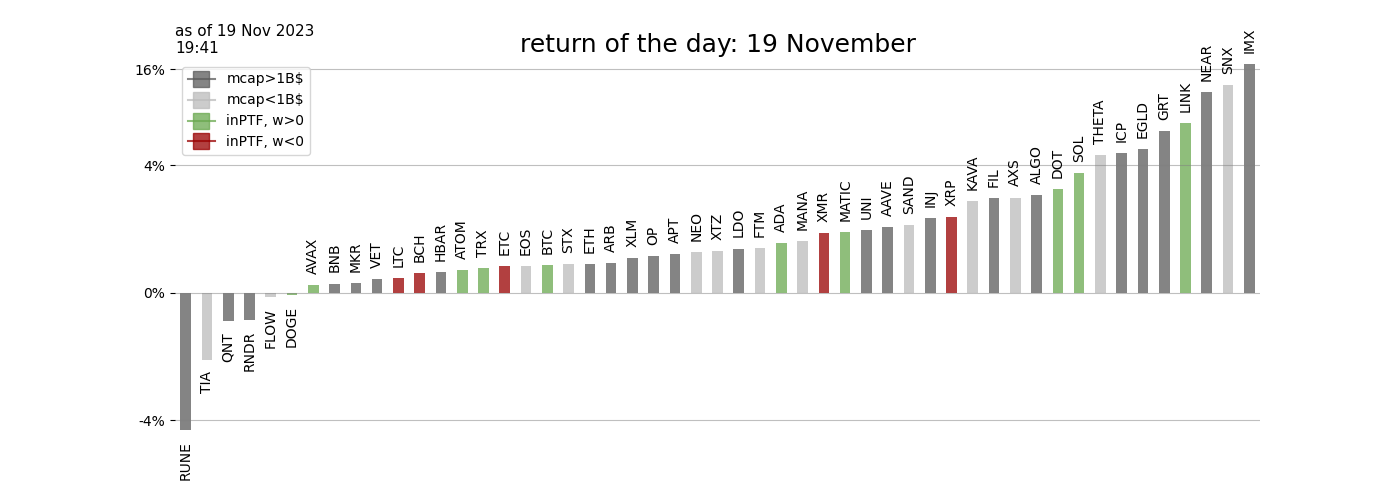 as of 19 Nov 2023
19:41
return of the day: 19 November
mcap>1B$
mcap<1B$
inPTF, w>0
inPTF, w<0
16%
4%
0%
-4%
RUNE
TIA
QNT
RNDR
FLOW
DOGE
AVAX
BNB
MKR
VET
LTC
BCH
HBAR
ATOM
TRX
ETC
EOS
BTC
STX
ETH
ARB
XLM
OP
APT
NEO
XTZ
LDO
FTM
ADA
MANA
XMR
MATIC
UNI
AAVE
SAND
INJ
XRP
KAVA
FIL
AXS
ALGO
DOT
SOL
THETA
ICP
EGLD
GRT
LINK
NEAR
SNX
IMX